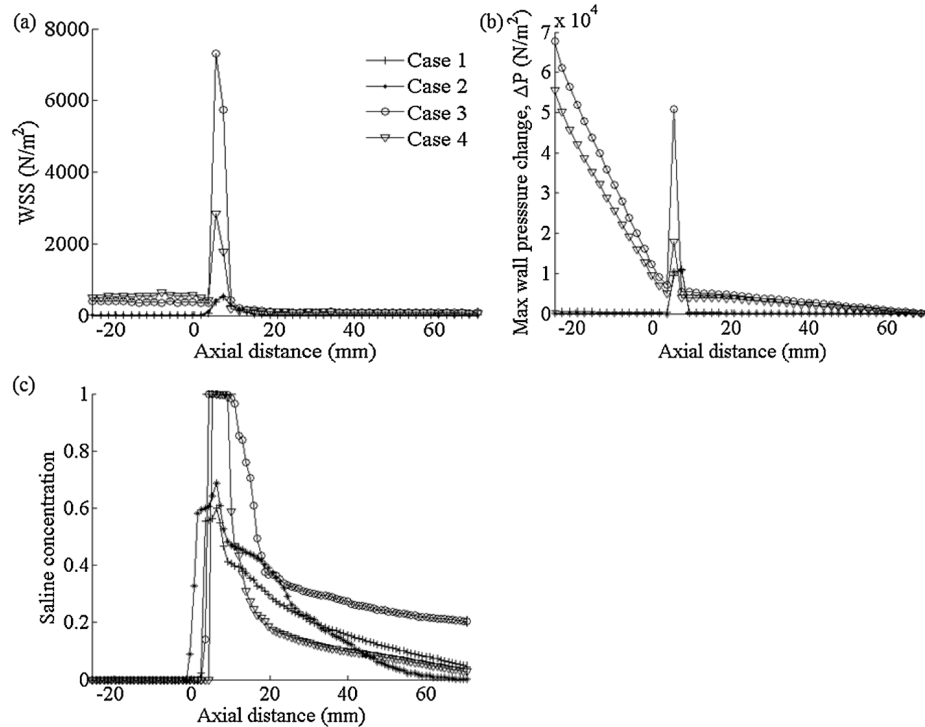 (a)
8000
6000
4000
2000
0
WSS (N/m²)
-20 0 20 40 60
Axial distance (mm)
Case 1
Case 2
Case 3
Case 4
(b)
x 10⁴
7
6
5
4
3
2
1
0
Max wall presssure change, ΔP (N/m²)
-20 0 20 40 60
Axial distance (mm)
(c)
1
0.8
0.6
0.4
0.2
0
Saline concentration
-20 0 20 40 60
Axial distance (mm)